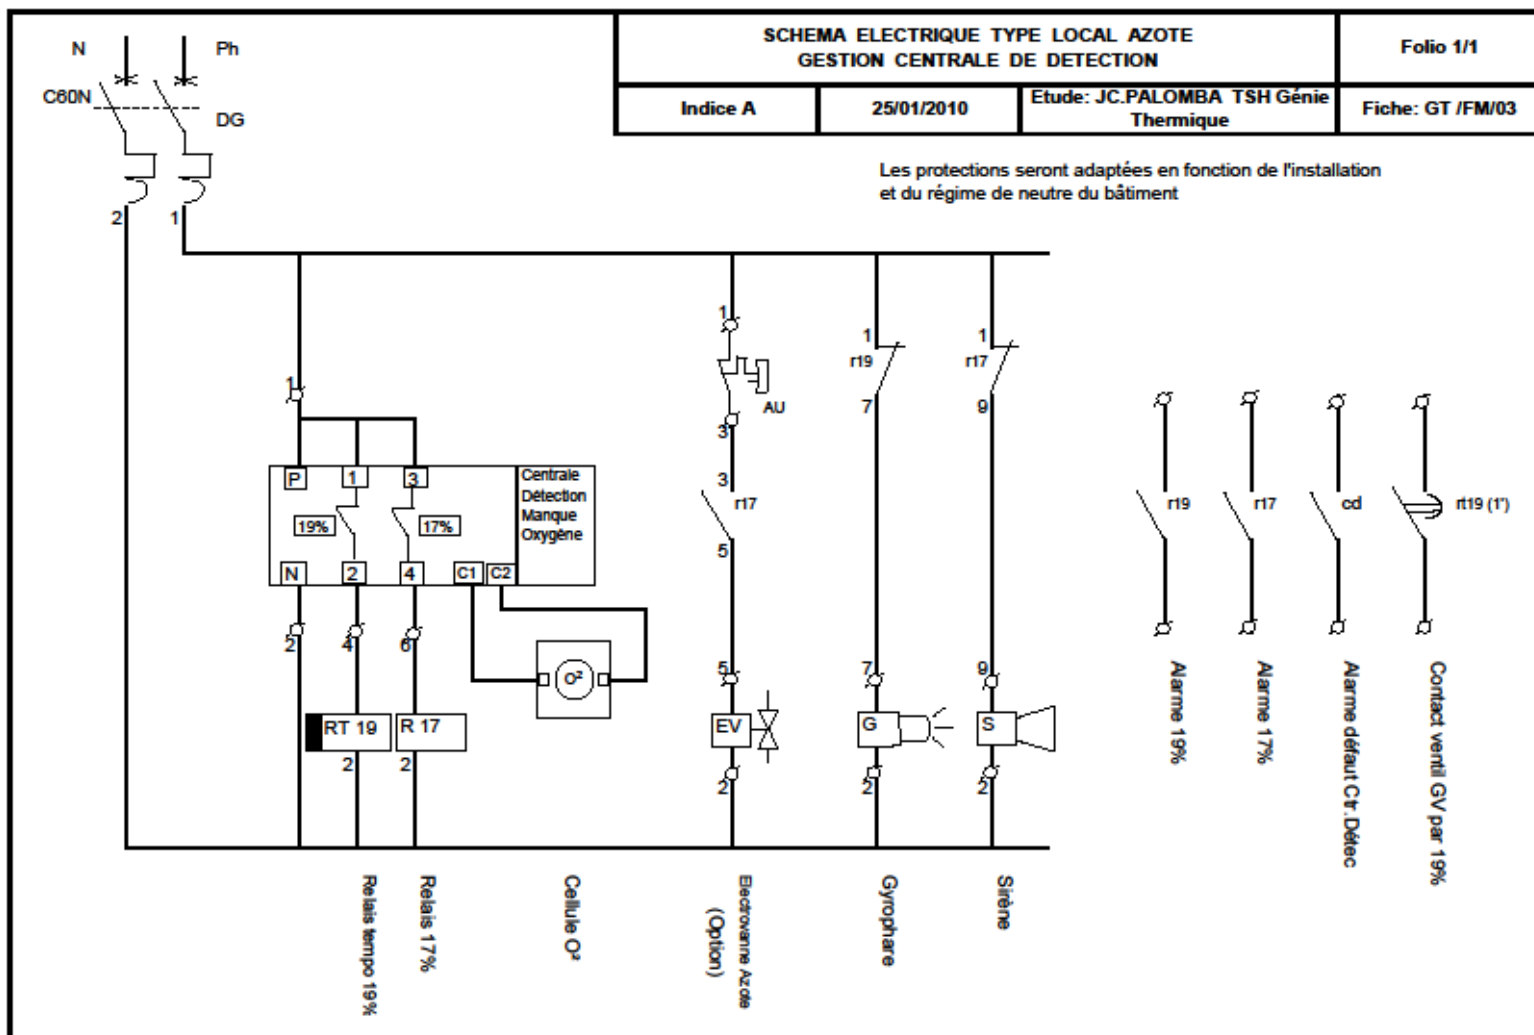 SCHEMA ELECTRIQUE TYPE LOCAL AZOTE
GESTION CENTRALE DE DETECTION
Folio 1/1
Indice A
25/01/2010
Etude: JC.PALOMBA TSH Génie
Thermique
Fiche: GT /FM/03
Les protections seront adaptées en fonction de l'installation
et du régime de neutre du bâtiment
N
Ph
C60N
DG
2
1
1
1
1
r19
r17
1
7
9
AU
3
3
r17
5
P
1
3
Centrale
Détection
Manque
Oxygène
19%
17%
N
2
4
C1
C2
2
4
6
O²
5
7
9
RT 19
R 17
EV
G
S
2
2
2
2
2
r19
r17
cd
rt19 (1')
Alarme 19%
Alarme 17%
Alarme défaut Ctr.Détec
Contact ventil GV par 19%
Relais tempo 19%
Relais 17%
Cellule O²
Electrovanne Azote
(Option)
Gyrophare
Sirène